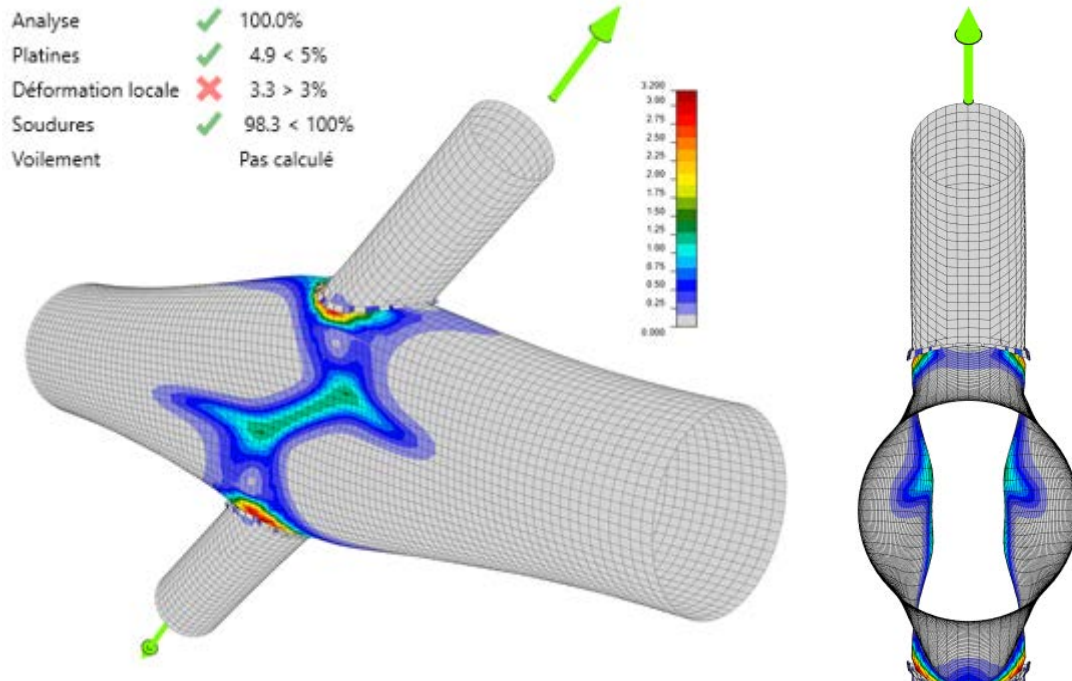 Analyse 100.0%
Platines 4.9 < 5%
Déformation locale 3.3 > 3%
Soudures 98.3 < 100%
Voilement Pas calculé
3.200
3.00
2.75
2.50
2.25
2.00
1.75
1.50
1.25
1.00
0.75
0.50
0.25
0.000